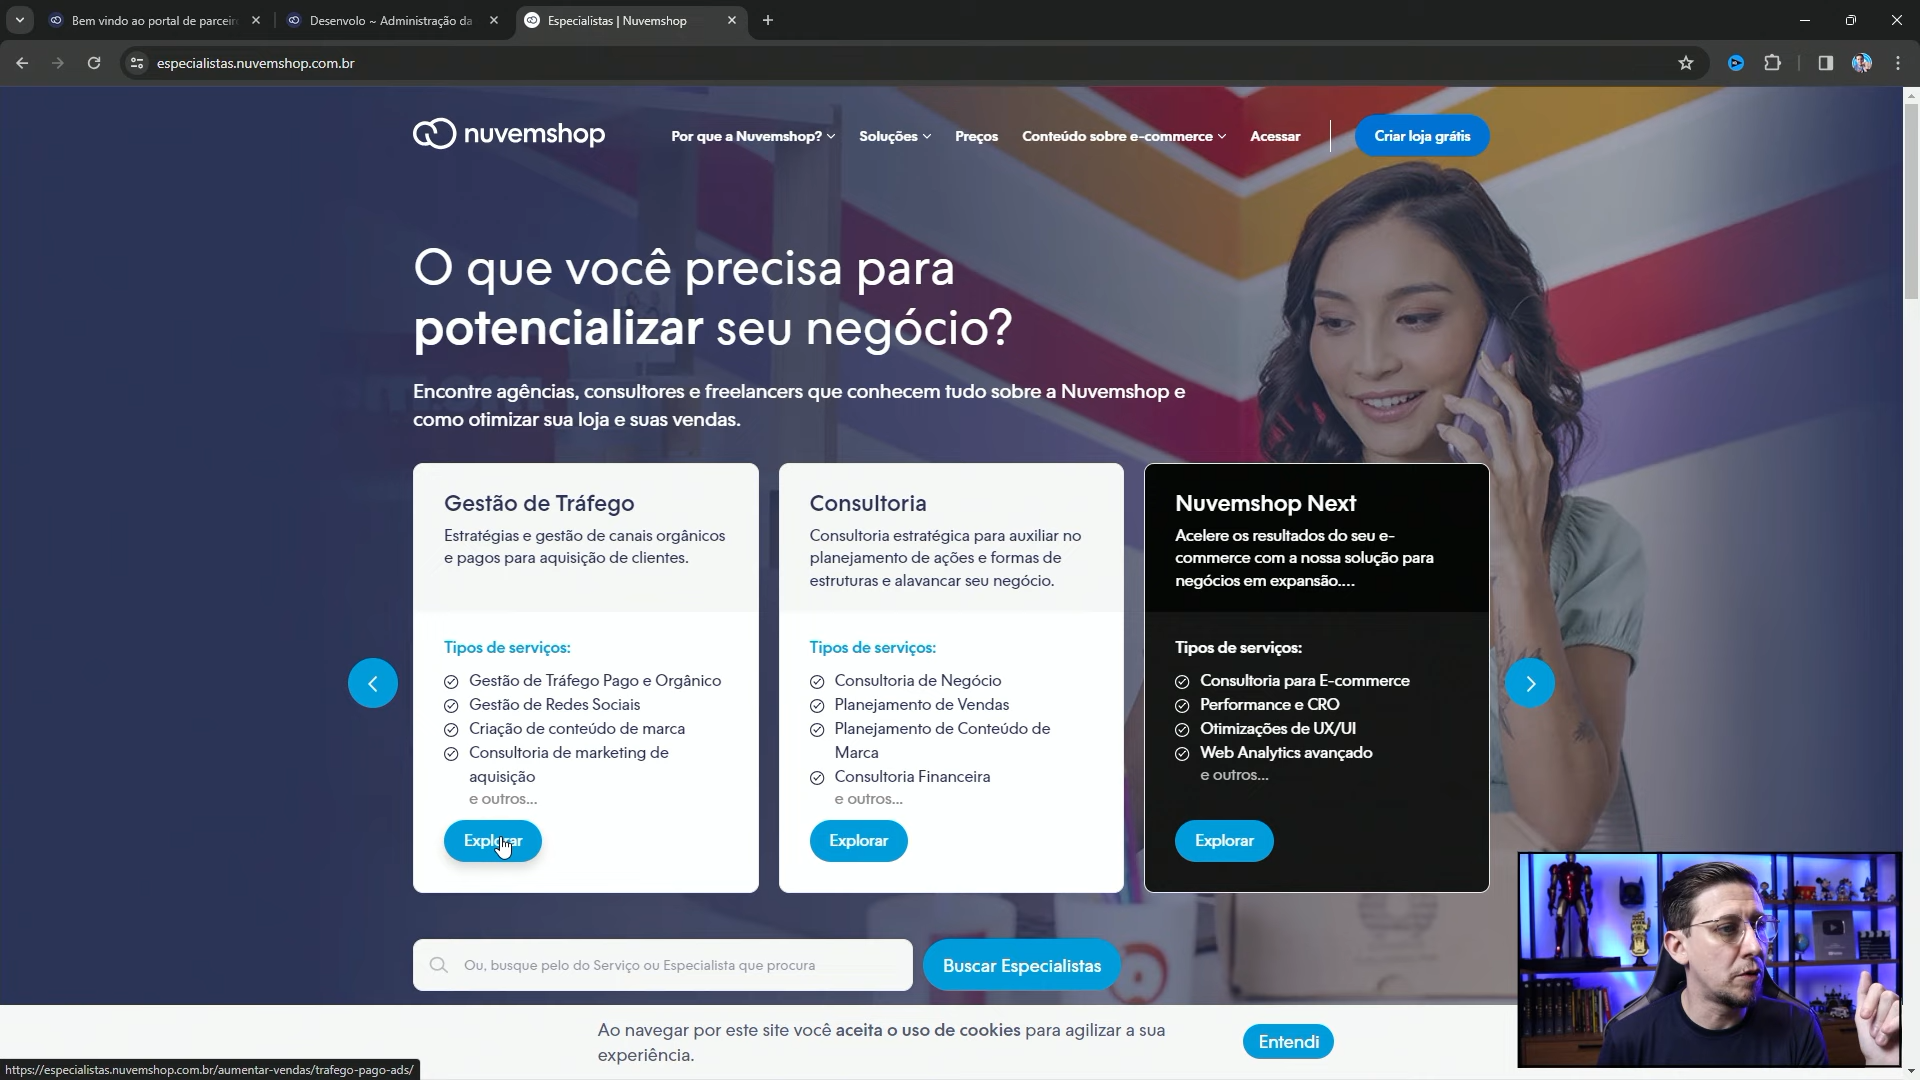 Bem vindo ao portal de parceir
Desenvolo ~ Administração da
Especialistas | Nuvemshop
especialistas.nuvemshop.com.br
nuvemshop
Por que a Nuvemshop?
Soluções
Preços
Conteúdo sobre e-commerce
Acessar
Criar loja grátis
O que você precisa para
potencializar seu negócio?
Encontre agências, consultores e freelancers que conhecem tudo sobre a Nuvemshop e
como otimizar sua loja e suas vendas.
Gestão de Tráfego
Estratégias e gestão de canais orgânicos
e pagos para aquisição de clientes.
Tipos de serviços:
Gestão de Tráfego Pago e Orgânico
Gestão de Redes Sociais
Criação de conteúdo de marca
Consultoria de marketing de
aquisição
e outros...
Explorar
Consultoria
Consultoria estratégica para auxiliar no
planejamento de ações e formas de
estruturas e alavancar seu negócio.
Tipos de serviços:
Consultoria de Negócio
Planejamento de Vendas
Planejamento de Conteúdo de
Marca
Consultoria Financeira
e outros...
Explorar
Nuvemshop Next
Acelere os resultados do seu e-
commerce com a nossa solução para
negócios em expansão....
Tipos de serviços:
Consultoria para E-commerce
Performance e CRO
Otimizações de UX/UI
Web Analytics avançado
e outros...
Explorar
Ou, busque pelo do Serviço ou Especialista que procura
Buscar Especialistas
Ao navegar por este site você aceita o uso de cookies para agilizar a sua
experiência.
Entendi
https://especialistas.nuvemshop.com.br/aumentar-vendas/trafego-pago-ads/